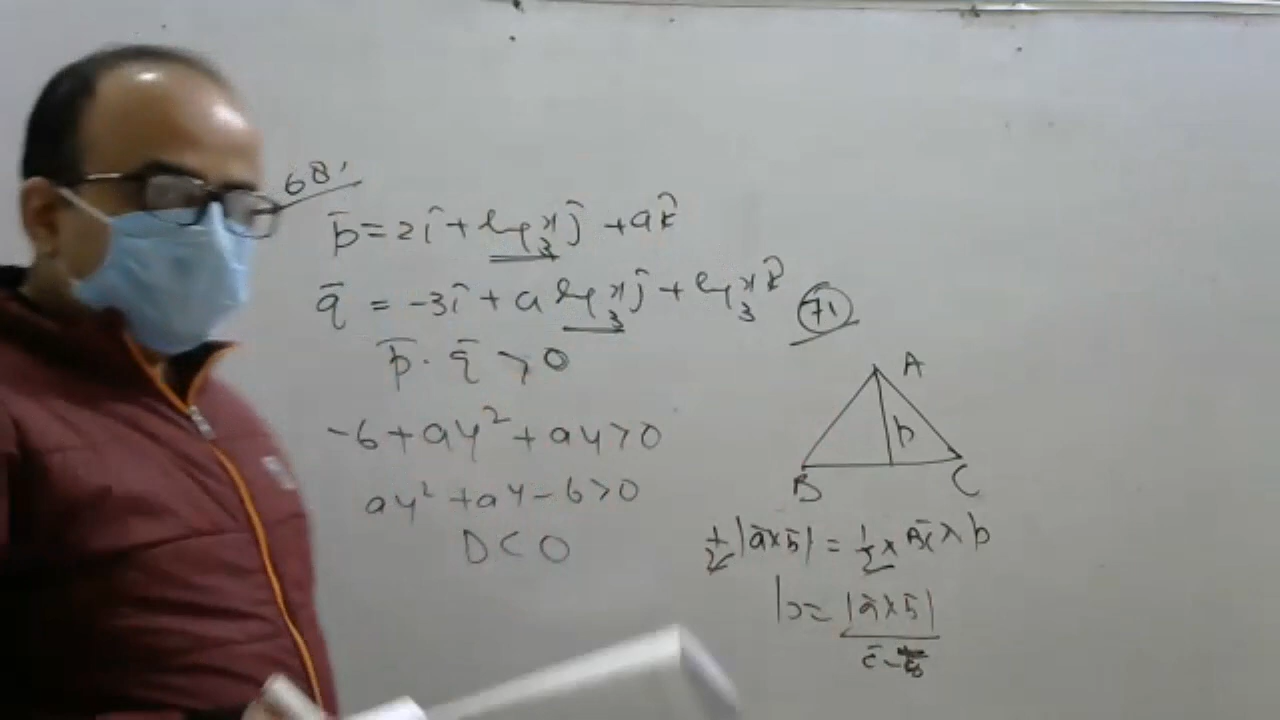 68.
p̄ = 2î + log₃x ĵ + a k̂
q̄ = -3î + a log₃x ĵ + log₃x k̂
p̄ . q̄ > 0
-6 + ay² + ay > 0
ay² + ay - 6 > 0
D < 0
71
A
p
B C
½ |ā × b̄| = ½ ×
p = |ā × b̄|